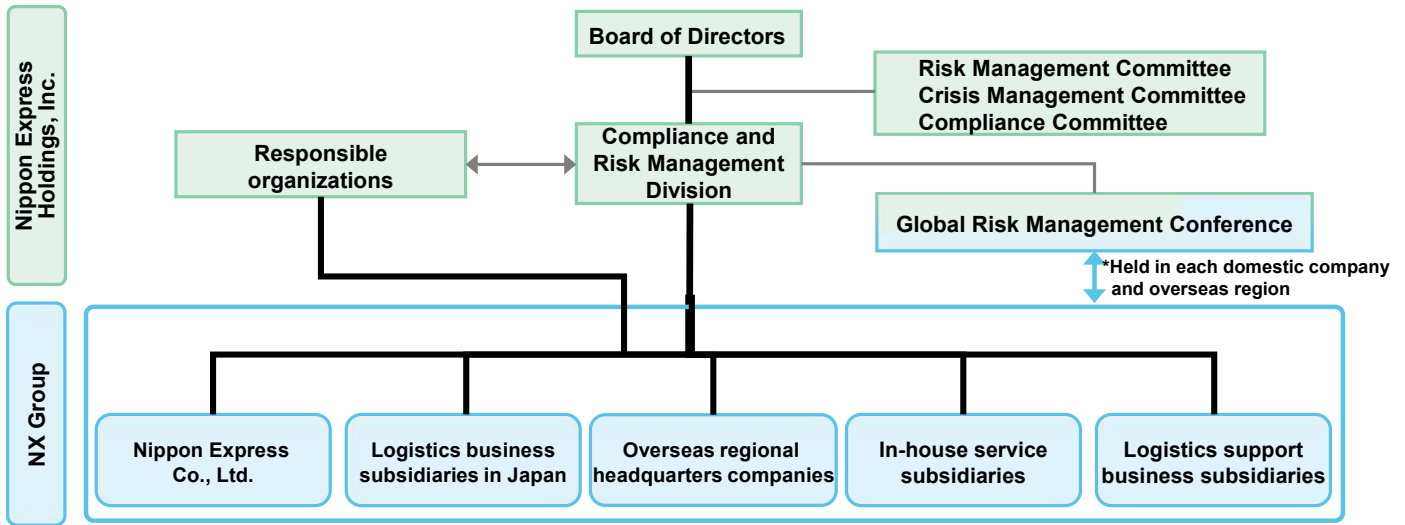 Nippon Express
Holdings, Inc.
Board of Directors
Risk Management Committee
Crisis Management Committee
Compliance Committee
Responsible
organizations
Compliance and
Risk Management
Division
Global Risk Management Conference
*Held in each domestic company
and overseas region
NX Group
Nippon Express
Co., Ltd.
Logistics business
subsidiaries in Japan
Overseas regional
headquarters companies
In-house service
subsidiaries
Logistics support
business subsidiaries